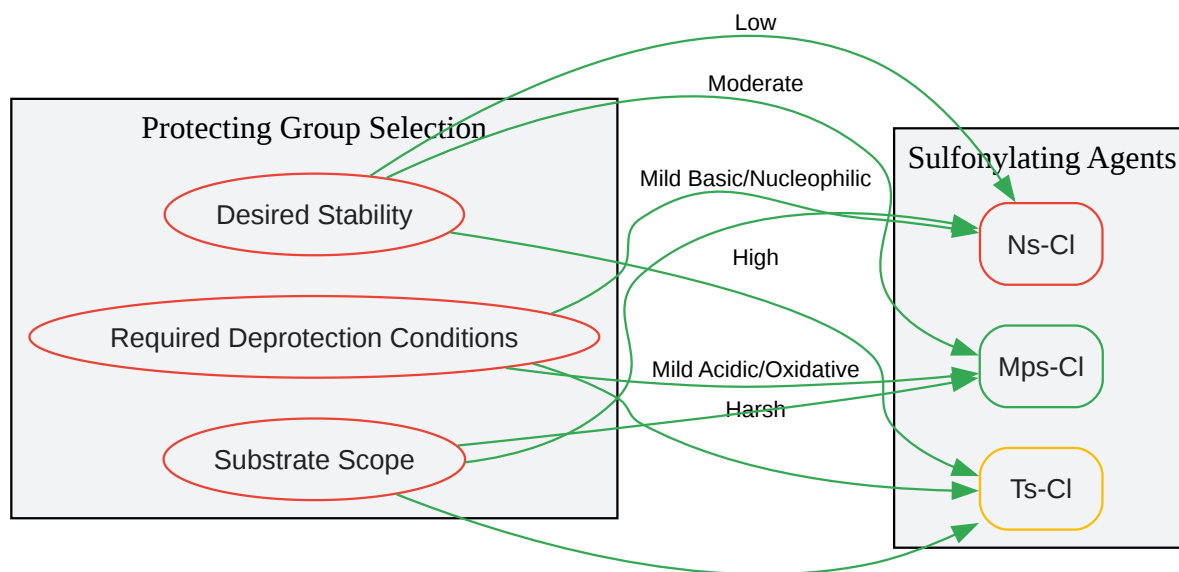 Low
Moderate
Protecting Group Selection
Sulfonylating Agents
Mild Basic/Nucleophilic
Desired Stability
Ns-Cl
High
Required Deprotection Conditions
Mild Acidic/Oxidative
Mps-Cl
Harsh
Substrate Scope
Ts-Cl